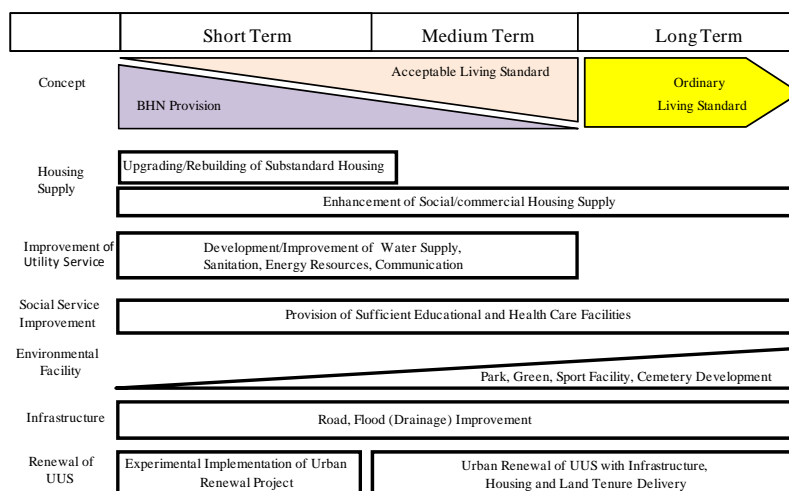 Short Term Medium Term Long Term
Concept
Acceptable Living Standard
BHN Provision
Ordinary
Living Standard
Housing
Supply
Upgrading/Rebuilding of Substandard Housing
Enhancement of Social/commercial Housing Supply
Improvement of
Utility Service
Development/Improvement of Water Supply,
Sanitation, Energy Resources, Communication
Social Service
Improvement
Provision of Sufficient Educational and Health Care Facilities
Environmental
Facility
Park, Green, Sport Facility, Cemetery Development
Infrastructure
Road, Flood (Drainage) Improvement
Renewal of
UUS
Experimental Implementation of Urban
Renewal Project
Urban Renewal of UUS with Infrastructure,
Housing and Land Tenure Delivery